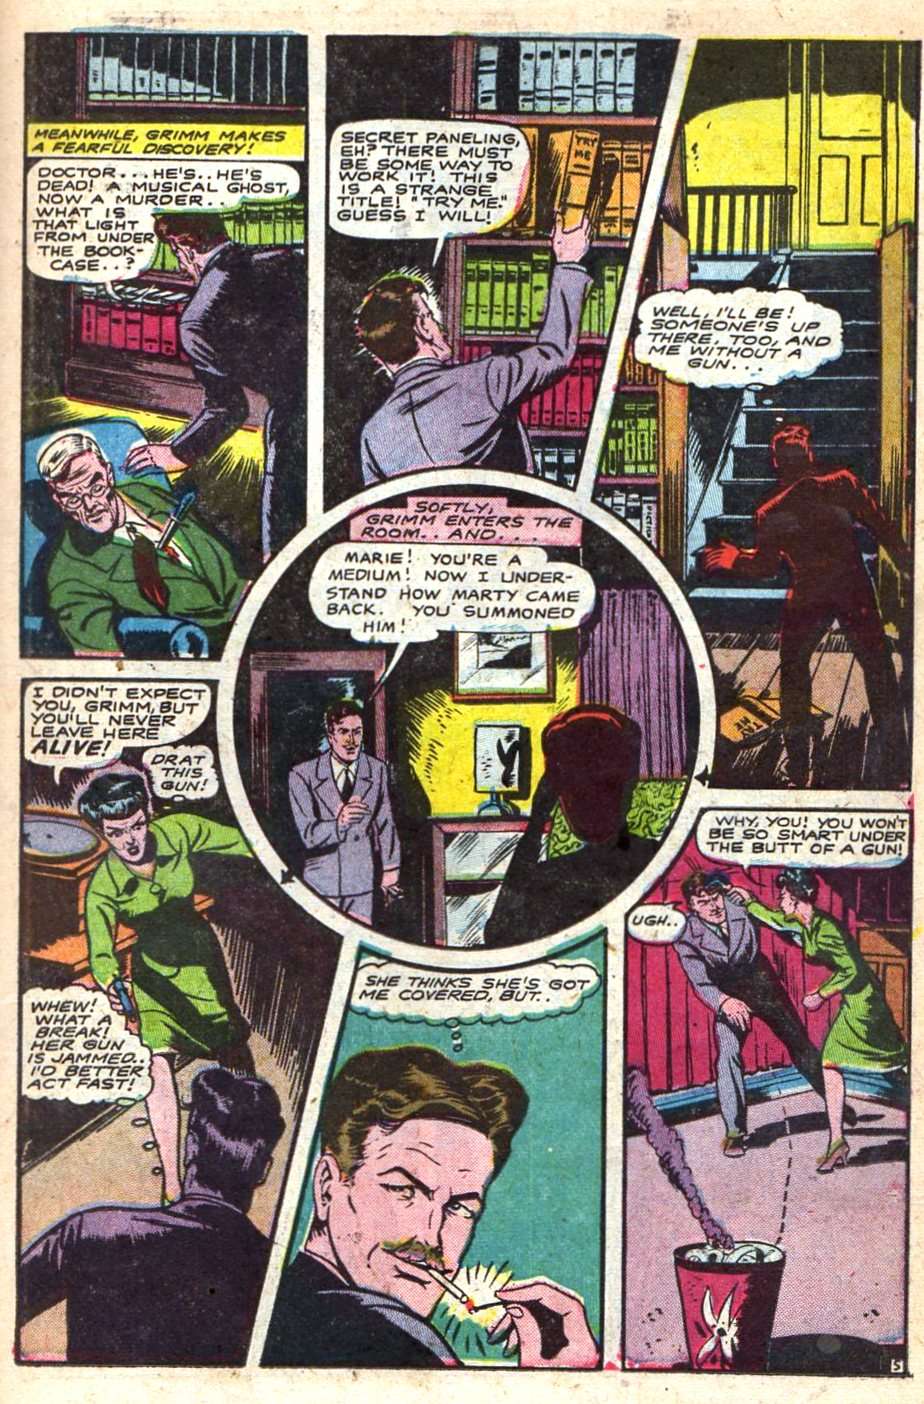 MEANWHILE, GRIMM MAKES
A FEARFUL DISCOVERY!
DOCTOR...HE'S..HE'S
DEAD! A MUSICAL GHOST,
NOW A MURDER...
WHAT IS
THAT LIGHT
FROM UNDER
THE BOOK-
CASE..?
SECRET PANELING,
EH? THERE MUST
BE SOME WAY TO
WORK IT! THIS
IS A STRANGE
TITLE! "TRY ME."
GUESS I WILL!
TRY
ME
WELL, I'LL BE!
SOMEONE'S UP
THERE, TOO, AND
ME WITHOUT A
GUN...
SOFTLY,
GRIMM ENTERS THE
ROOM..AND....
MARIE! YOU'RE A
MEDIUM! NOW I UNDER-
STAND HOW MARTY CAME
BACK. YOU SUMMONED
HIM!
I DIDN'T EXPECT
YOU, GRIMM, BUT
YOU'LL NEVER
LEAVE HERE
ALIVE!
DRAT
THIS
GUN!
WHEW!
WHAT A
BREAK!
HER GUN
IS JAMMED..
I'D BETTER
ACT FAST!
SHE THINKS SHE'S GOT
ME COVERED, BUT..
WHY, YOU! YOU WON'T
BE SO SMART UNDER
THE BUTT OF A GUN!
UGH..
5